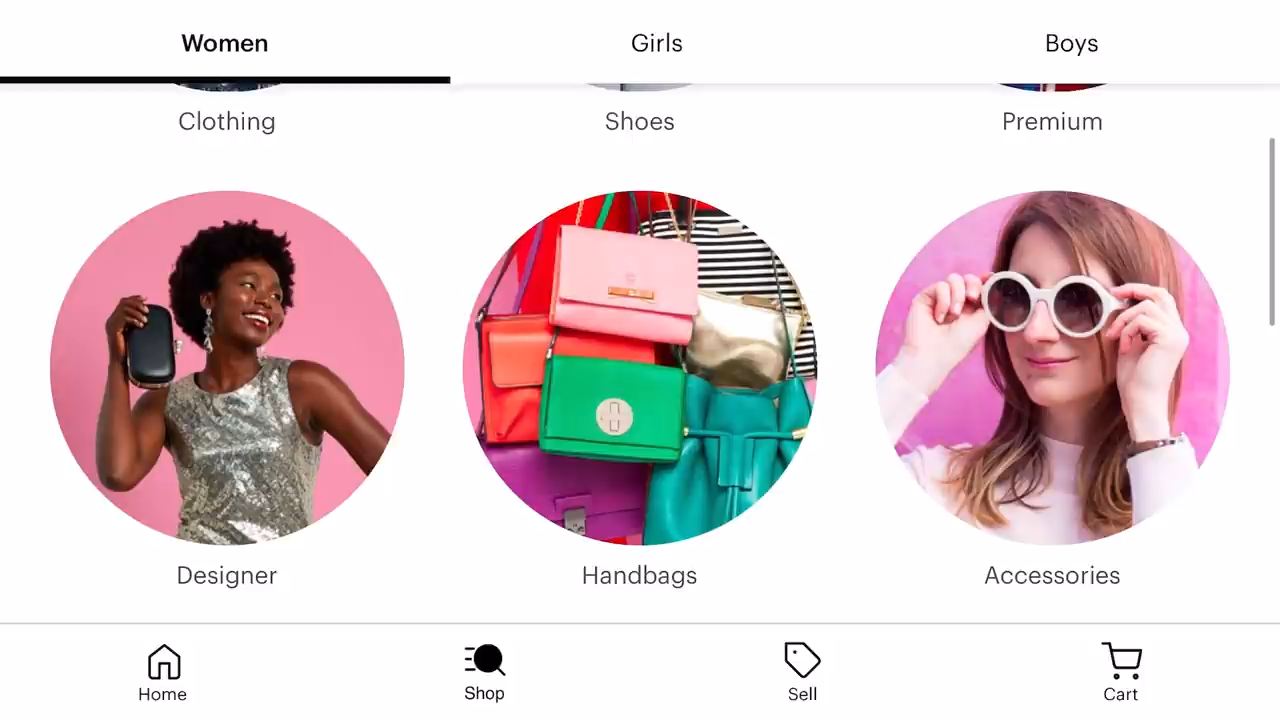 Women
Girls
Boys
Clothing
Shoes
Premium
Designer
Handbags
Accessories
Home
Shop
Sell
Cart